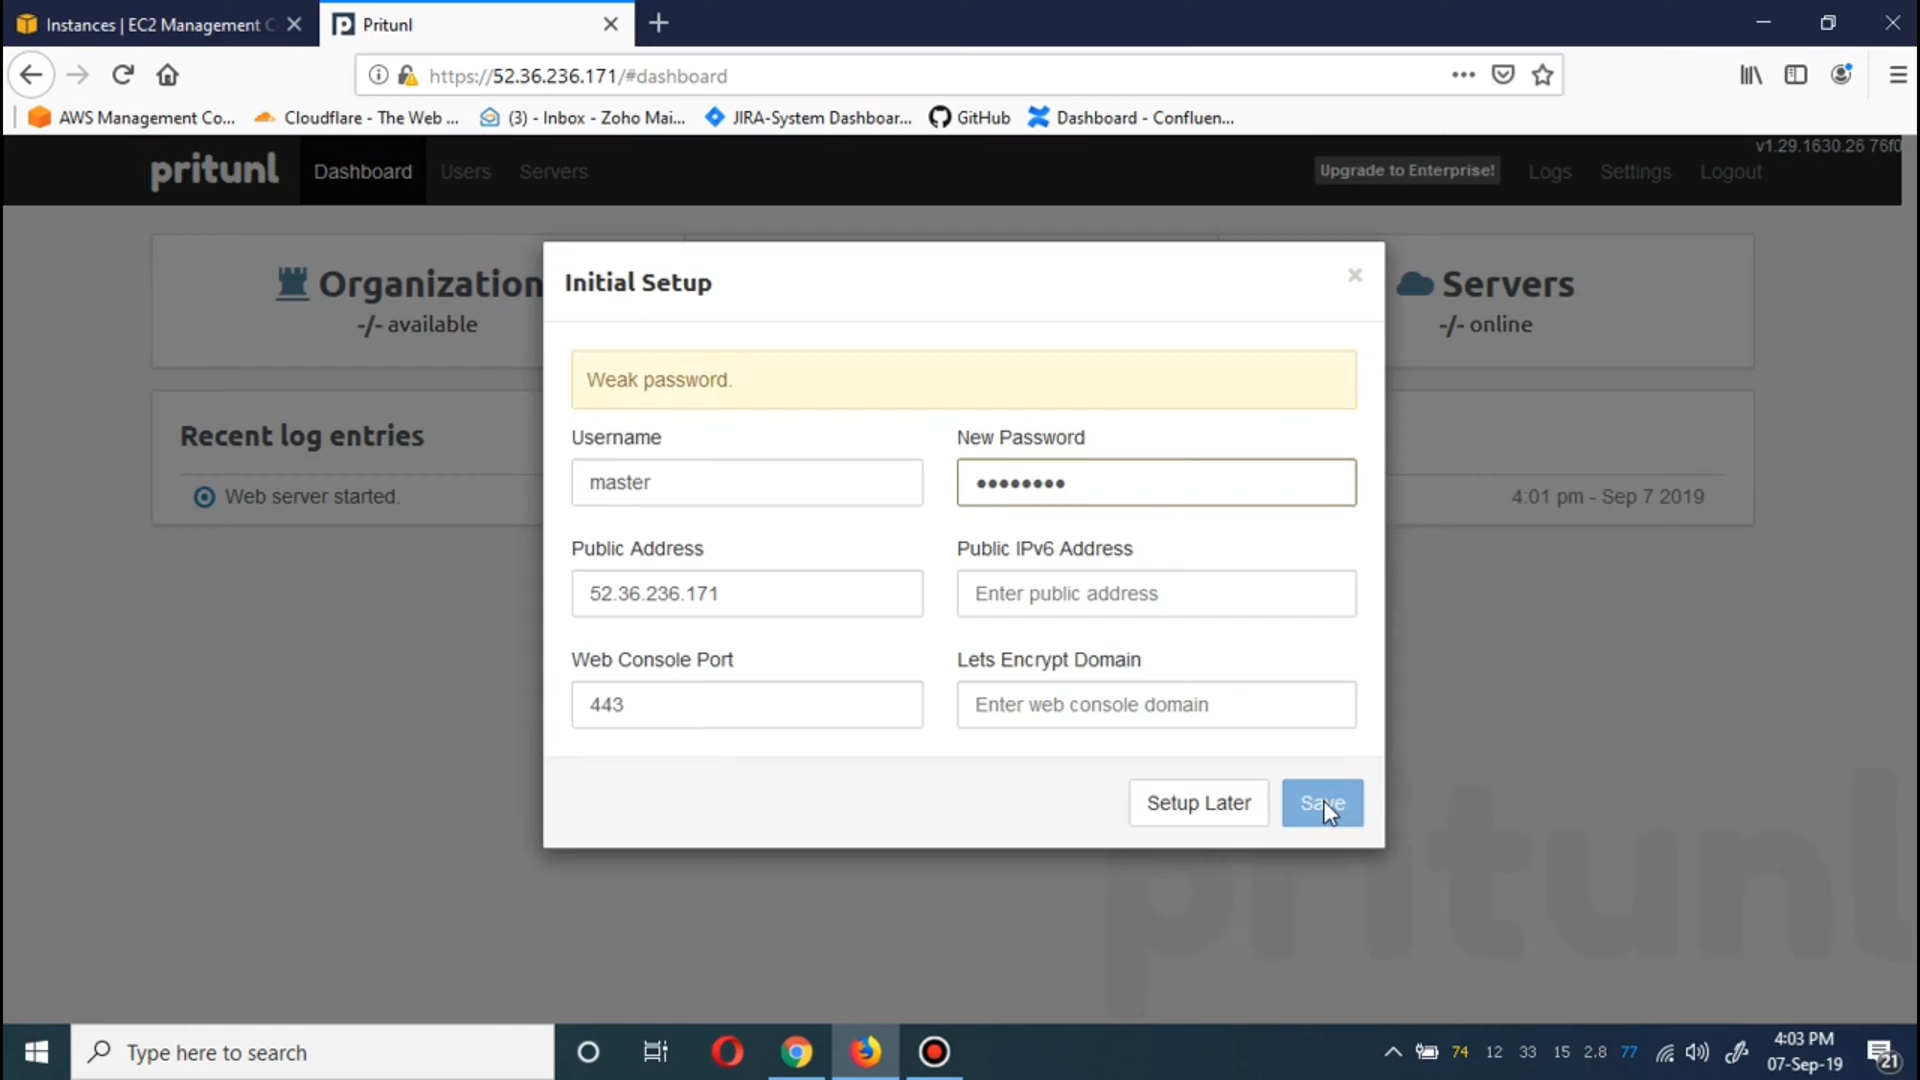 Instances | EC2 Management C
Pritunl
https://52.36.236.171/#dashboard
AWS Management Co...
Cloudflare - The Web ...
(3) - Inbox - Zoho Mai...
JIRA-System Dashboar...
GitHub
Dashboard - Confluen...
v1.29.1630.26 76f0
pritunl
Dashboard
Users
Servers
Upgrade to Enterprise!
Logs
Settings
Logout
Organization
-/- available
Servers
-/- online
Recent log entries
Web server started.
4:01 pm - Sep 7 2019
Initial Setup
Weak password.
Username
New Password
master
Public Address
Public IPv6 Address
52.36.236.171
Enter public address
Web Console Port
Lets Encrypt Domain
443
Enter web console domain
Setup Later
Save
pritunl
Type here to search
74 12 33 15 2.8 77
4:03 PM
07-Sep-19
21